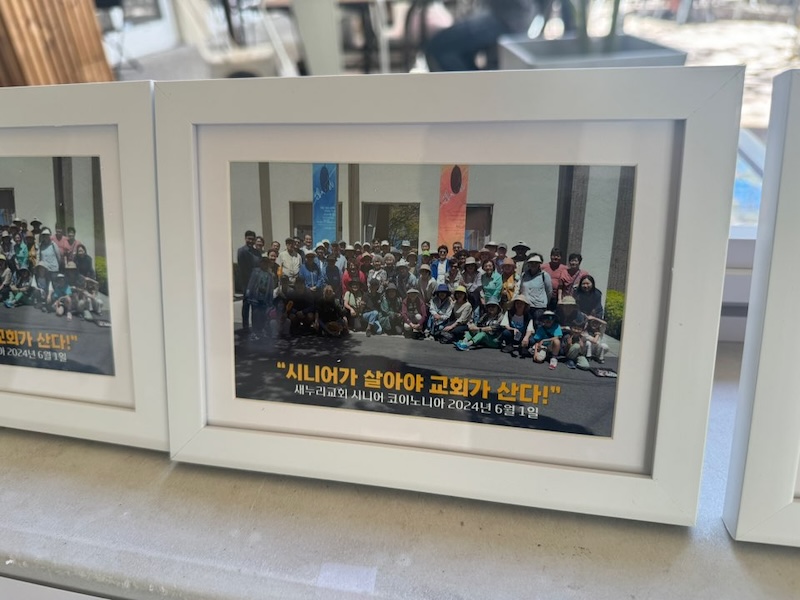 교회가 산다!"
아 2024년 6월 1일
"시니어가 살아야 교회가 산다!"
새누리교회 시니어 코이노니아 2024년 6월 1일